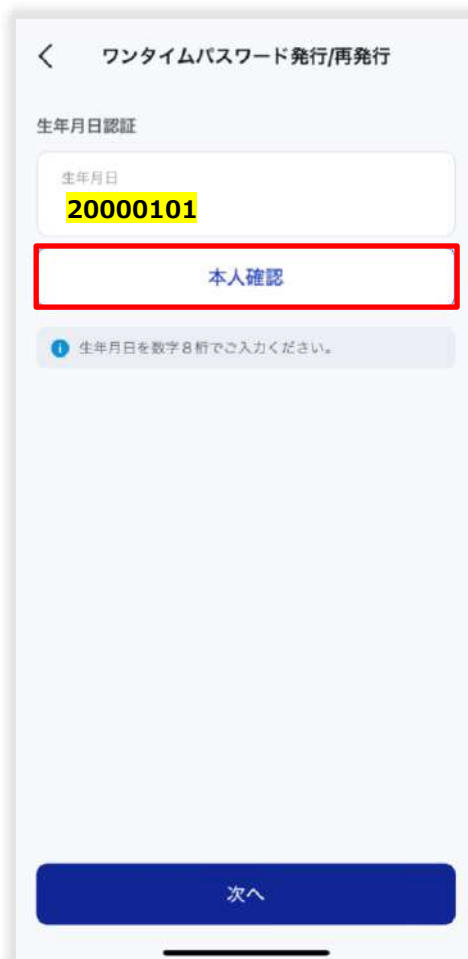 ワンタイムパスワード発行/再発行
生年月日認証
生年月日
20000101
本人確認
生年月日を数字8桁でご入力ください。
次へ